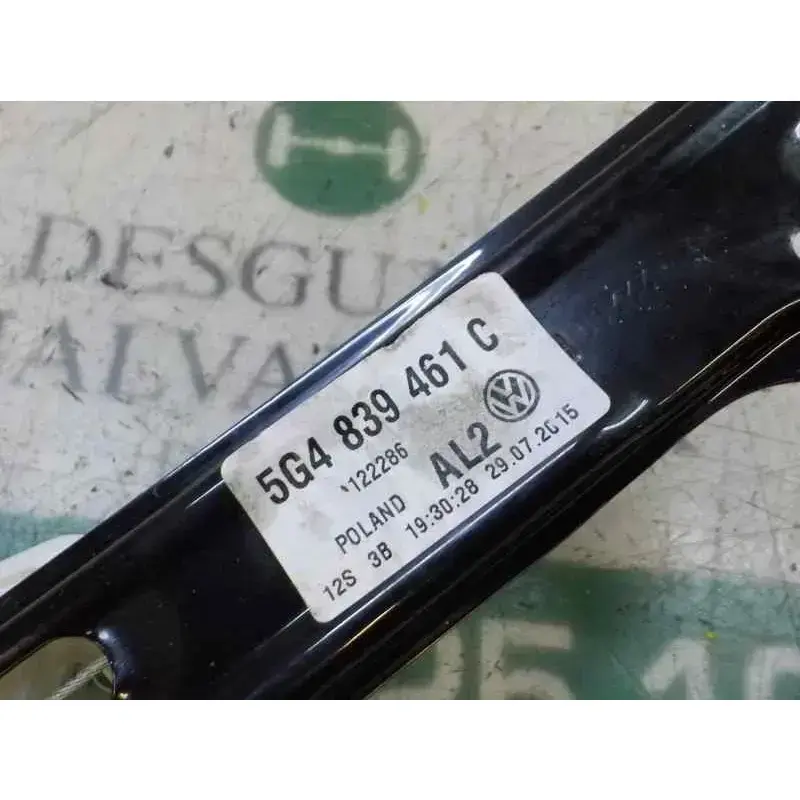 DESGU
ALVA
5G4 839 461 C
122286
AL2
POLAND
12S 3B 19:30:28 29.07.2015